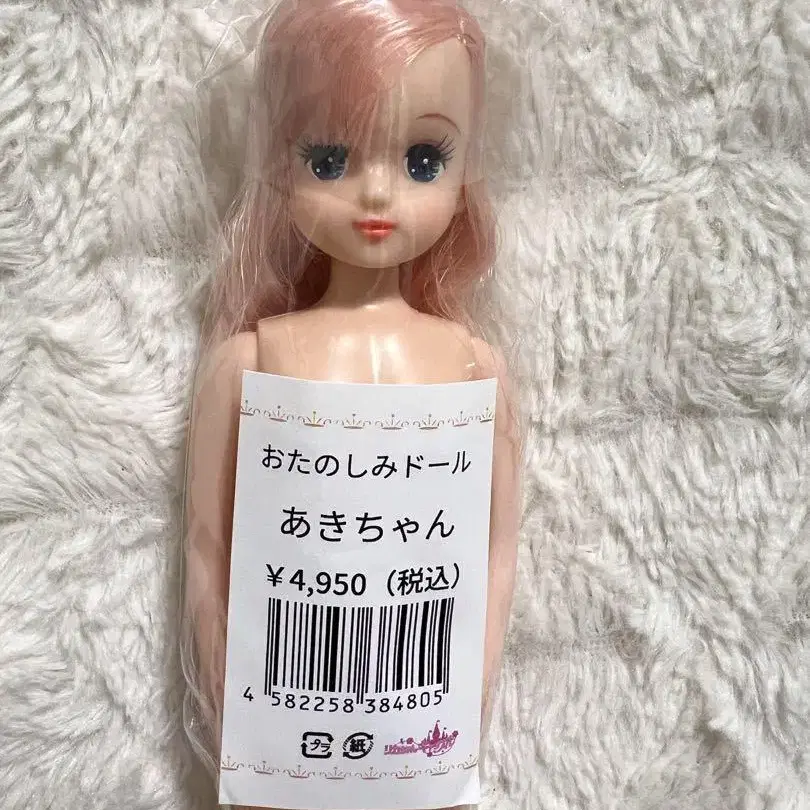 おたのしみドール
あきちゃん
¥4,950（税込）
4 582258 384805
プラ 紙